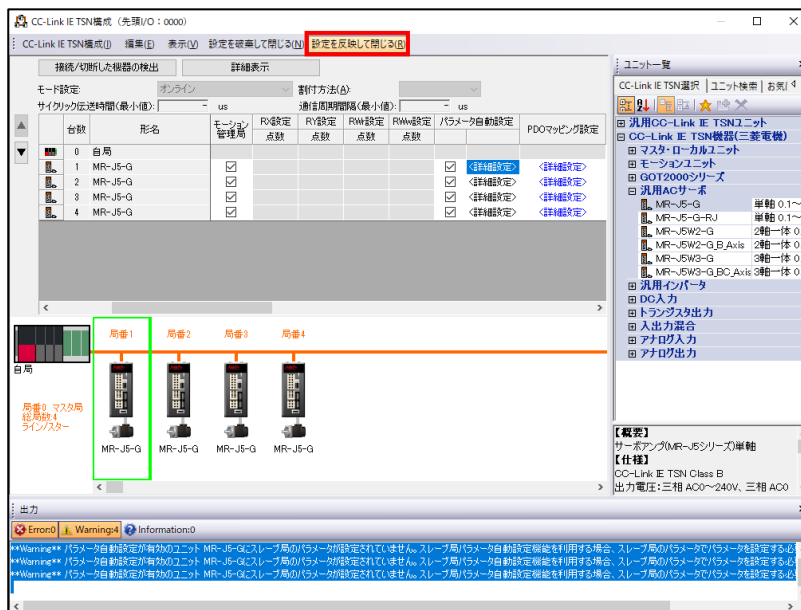 CC-Link IE TSN構成（先頭I/O：0000）
CC-Link IE TSN構成(I) 編集(E) 表示(V) 設定を破棄して閉じる(N) 設定を反映して閉じる(R)
接続/切断した機器の検出 詳細表示
モード設定: オンライン 割付方法(A):
サイクリック伝送時間(最小値): - us 通信周期間隔(最小値): - us
台数 形名 モーション管理局 RX設定 点数 RY設定 点数 RWr設定 点数 RWw設定 点数 パラメータ自動設定 PDOマッピング設定
0 自局
1 MR-J5-G <詳細設定> <詳細設定>
2 MR-J5-G <詳細設定> <詳細設定>
3 MR-J5-G <詳細設定> <詳細設定>
4 MR-J5-G <詳細設定> <詳細設定>
局番1 局番2 局番3 局番4
自局
局番0 マスタ局
総局数:4
ライン/スター
MR-J5-G MR-J5-G MR-J5-G MR-J5-G
ユニット一覧
CC-Link IE TSN選択 ユニット検索 お気
汎用CC-Link IE TSNユニット
CC-Link IE TSN機器(三菱電機)
マスタ・ローカルユニット
モーションユニット
GOT2000シリーズ
汎用ACサーボ
MR-J5-G 単軸 0.1～
MR-J5-G-RJ 単軸 0.1～
MR-J5W2-G 2軸一体 0
MR-J5W2-G_B_Axis 2軸一体 0
MR-J5W3-G 3軸一体 0
MR-J5W3-G_BC_Axis 3軸一体 0
汎用インバータ
DC入力
トランジスタ出力
入出力混合
アナログ入力
アナログ出力
【概要】
サーボアンプ(MR-J5シリーズ)単軸
【仕様】
CC-Link IE TSN Class B
出力電圧:三相 AC0～240V、三相 AC0
出力
Error:0 Warning:4 Information:0
**Warning** パラメータ自動設定が有効のユニット MR-J5-Gにスレーブ局のパラメータが設定されていません。スレーブ局パラメータ自動設定機能を利用する場合、スレーブ局のパラメータでパラメータを設定する必
**Warning** パラメータ自動設定が有効のユニット MR-J5-Gにスレーブ局のパラメータが設定されていません。スレーブ局パラメータ自動設定機能を利用する場合、スレーブ局のパラメータでパラメータを設定する必
**Warning** パラメータ自動設定が有効のユニット MR-J5-Gにスレーブ局のパラメータが設定されていません。スレーブ局パラメータ自動設定機能を利用する場合、スレーブ局のパラメータでパラメータを設定する必